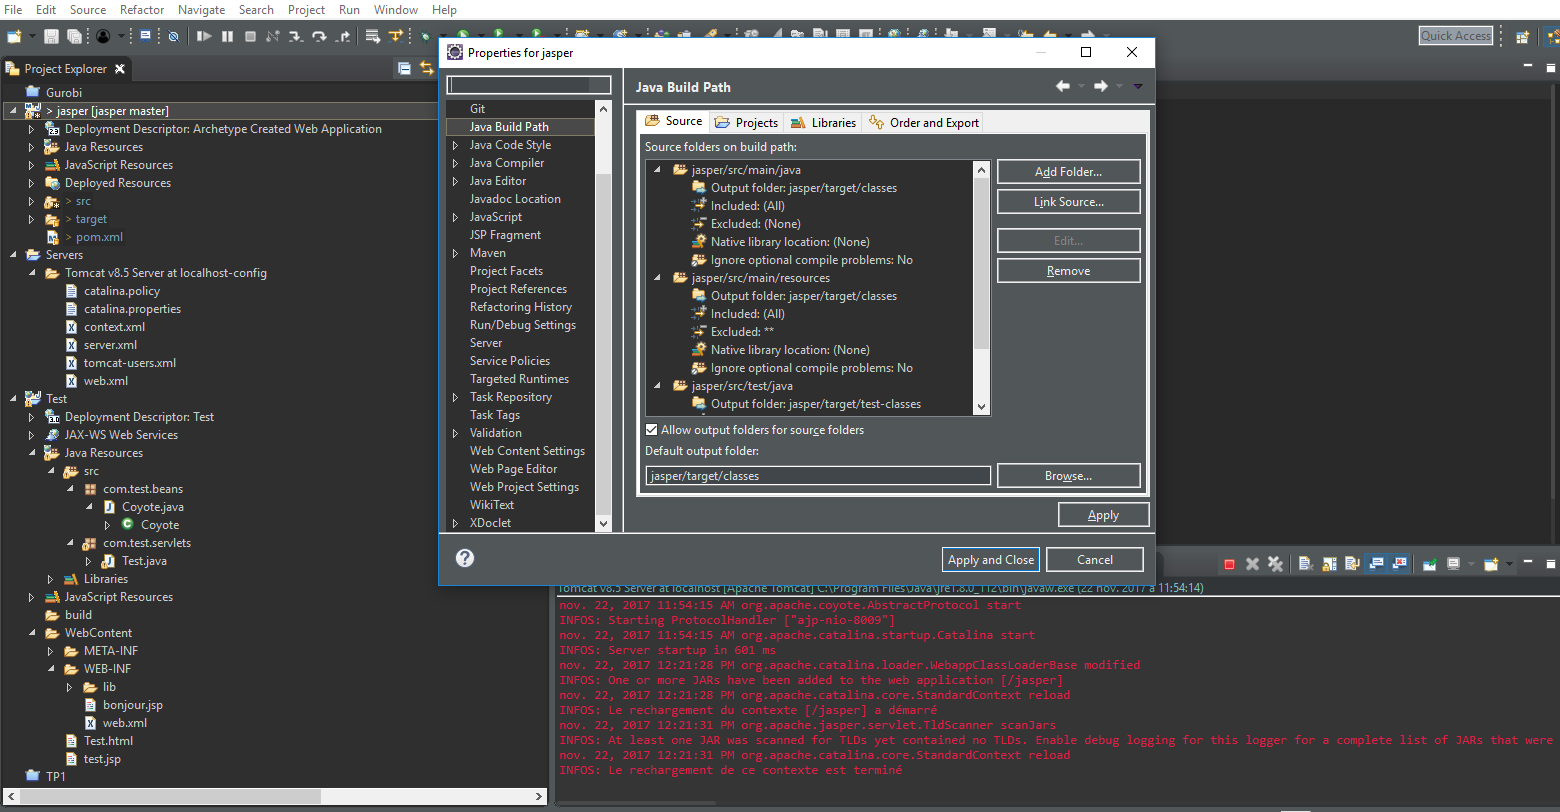 File Edit Source Refactor Navigate Search Project Run Window Help
Quick Access
Project Explorer
Gurobi
> jasper [jasper master]
Deployment Descriptor: Archetype Created Web Application
Java Resources
JavaScript Resources
Deployed Resources
> src
> target
> pom.xml
Servers
Tomcat v8.5 Server at localhost-config
catalina.policy
catalina.properties
context.xml
server.xml
tomcat-users.xml
web.xml
Test
Deployment Descriptor: Test
JAX-WS Web Services
Java Resources
src
com.test.beans
Coyote.java
Coyote
com.test.servlets
Test.java
Libraries
JavaScript Resources
build
WebContent
META-INF
WEB-INF
lib
bonjour.jsp
web.xml
Test.html
test.jsp
TP1
Properties for jasper
Git
Java Build Path
Java Code Style
Java Compiler
Java Editor
Javadoc Location
JavaScript
JSP Fragment
Maven
Project Facets
Project References
Refactoring History
Run/Debug Settings
Server
Service Policies
Targeted Runtimes
Task Repository
Task Tags
Validation
Web Content Settings
Web Page Editor
Web Project Settings
WikiText
XDoclet
Java Build Path
Source Projects Libraries Order and Export
Source folders on build path:
jasper/src/main/java
Output folder: jasper/target/classes
Included: (All)
Excluded: (None)
Native library location: (None)
Ignore optional compile problems: No
jasper/src/main/resources
Output folder: jasper/target/classes
Included: (All)
Excluded: **
Native library location: (None)
Ignore optional compile problems: No
jasper/src/test/java
Output folder: jasper/target/test-classes
Add Folder...
Link Source...
Edit...
Remove
Allow output folders for source folders
Default output folder:
jasper/target/classes
Browse...
Apply
Apply and Close
Cancel
Tomcat v8.5 Server at localhost [Apache Tomcat] C:\Program Files\Java\jre1.8.0_112\bin\javaw.exe (22 nov. 2017 à 11:54:14)
nov. 22, 2017 11:54:15 AM org.apache.coyote.AbstractProtocol start
INFOS: Starting ProtocolHandler ["ajp-nio-8009"]
nov. 22, 2017 11:54:15 AM org.apache.catalina.startup.Catalina start
INFOS: Server startup in 601 ms
nov. 22, 2017 12:21:28 PM org.apache.catalina.loader.WebappClassLoaderBase modified
INFOS: One or more JARs have been added to the web application [/jasper]
nov. 22, 2017 12:21:28 PM org.apache.catalina.core.StandardContext reload
INFOS: Le rechargement du contexte [/jasper] a démarré
nov. 22, 2017 12:21:31 PM org.apache.jasper.servlet.TldScanner scanJars
INFOS: At least one JAR was scanned for TLDs yet contained no TLDs. Enable debug logging for this logger for a complete list of JARs that were
nov. 22, 2017 12:21:31 PM org.apache.catalina.core.StandardContext reload
INFOS: Le rechargement de ce contexte est terminé